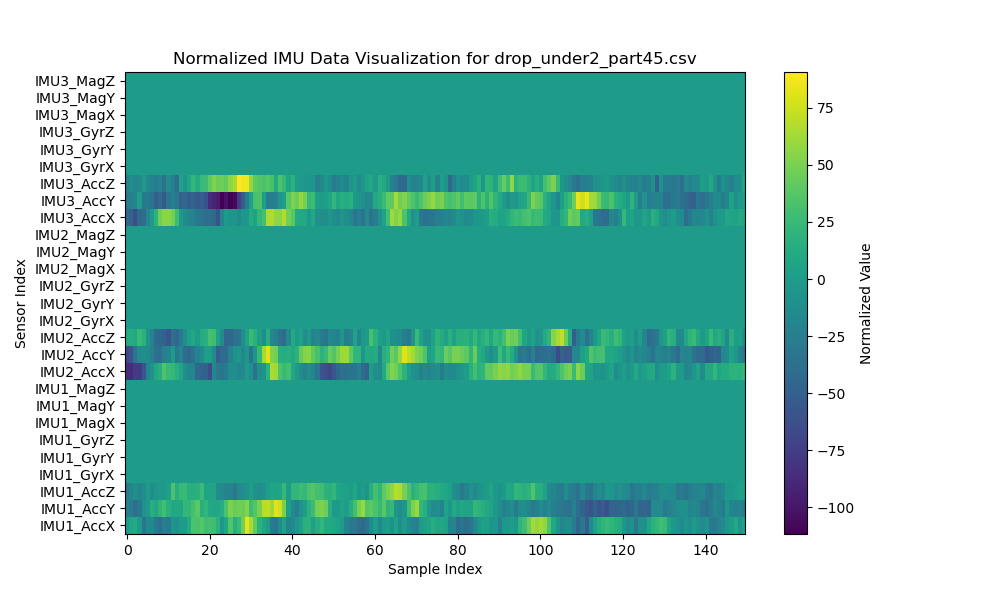 Normalized IMU Data Visualization for drop_under2_part45.csv
IMU3_MagZ
IMU3_MagY
IMU3_MagX
IMU3_GyrZ
IMU3_GyrY
IMU3_GyrX
IMU3_AccZ
IMU3_AccY
IMU3_AccX
IMU2_MagZ
IMU2_MagY
IMU2_MagX
IMU2_GyrZ
IMU2_GyrY
IMU2_GyrX
IMU2_AccZ
IMU2_AccY
IMU2_AccX
IMU1_MagZ
IMU1_MagY
IMU1_MagX
IMU1_GyrZ
IMU1_GyrY
IMU1_GyrX
IMU1_AccZ
IMU1_AccY
IMU1_AccX
Sensor Index
0 20 40 60 80 100 120 140
Sample Index
75
50
25
0
−25
−50
−75
−100
Normalized Value